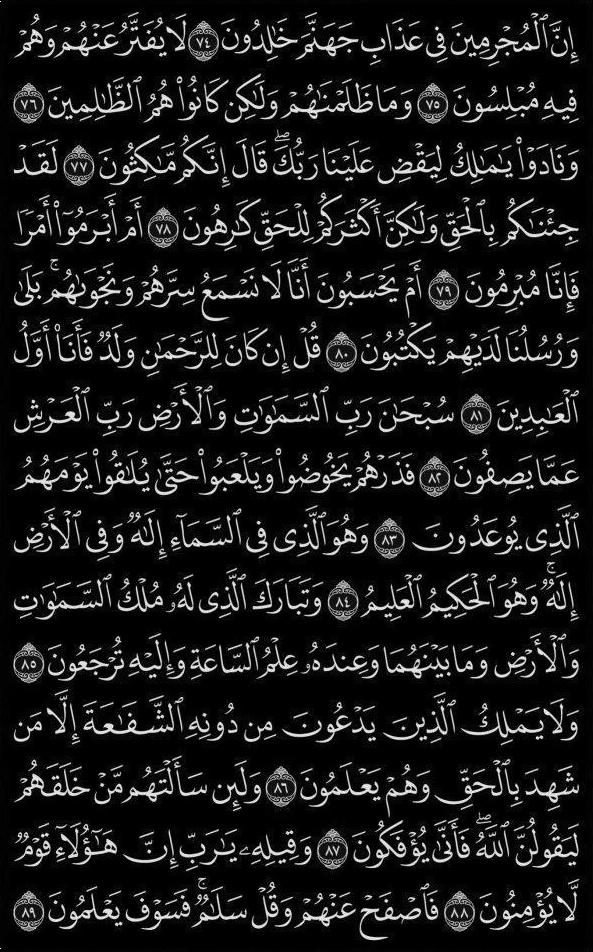 إِنَّ ٱلْمُجْرِمِينَ فِى عَذَابِ جَهَنَّمَ خَٰلِدُونَ ٧٤ لَا يُفَتَّرُ عَنْهُمْ وَهُمْ
فِيهِ مُبْلِسُونَ ٧٥ وَمَا ظَلَمْنَٰهُمْ وَلَٰكِن كَانُوا۟ هُمُ ٱلظَّٰلِمِينَ ٧٦
وَنَادَوْا۟ يَٰمَٰلِكُ لِيَقْضِ عَلَيْنَا رَبُّكَ ۖ قَالَ إِنَّكُم مَّٰكِثُونَ ٧٧ لَقَدْ
جِئْنَٰكُم بِٱلْحَقِّ وَلَٰكِنَّ أَكْثَرَكُمْ لِلْحَقِّ كَٰرِهُونَ ٧٨ أَمْ أَبْرَمُوٓا۟ أَمْرًا
فَإِنَّا مُبْرِمُونَ ٧٩ أَمْ يَحْسَبُونَ أَنَّا لَا نَسْمَعُ سِرَّهُمْ وَنَجْوَىٰهُم ۚ بَلَىٰ
وَرُسُلُنَا لَدَيْهِمْ يَكْتُبُونَ ٨٠ قُلْ إِن كَانَ لِلرَّحْمَٰنِ وَلَدٌ فَأَنَا۠ أَوَّلُ
ٱلْعَٰبِدِينَ ٨١ سُبْحَٰنَ رَبِّ ٱلسَّمَٰوَٰتِ وَٱلْأَرْضِ رَبِّ ٱلْعَرْشِ
عَمَّا يَصِفُونَ ٨٢ فَذَرْهُمْ يَخُوضُوا۟ وَيَلْعَبُوا۟ حَتَّىٰ يُلَٰقُوا۟ يَوْمَهُمُ
ٱلَّذِى يُوعَدُونَ ٨٣ وَهُوَ ٱلَّذِى فِى ٱلسَّمَآءِ إِلَٰهٌ وَفِى ٱلْأَرْضِ
إِلَٰهٌ ۚ وَهُوَ ٱلْحَكِيمُ ٱلْعَلِيمُ ٨٤ وَتَبَارَكَ ٱلَّذِى لَهُۥ مُلْكُ ٱلسَّمَٰوَٰتِ
وَٱلْأَرْضِ وَمَا بَيْنَهُمَا وَعِندَهُۥ عِلْمُ ٱلسَّاعَةِ وَإِلَيْهِ تُرْجَعُونَ ٨٥
وَلَا يَمْلِكُ ٱلَّذِينَ يَدْعُونَ مِن دُونِهِ ٱلشَّفَٰعَةَ إِلَّا مَن
شَهِدَ بِٱلْحَقِّ وَهُمْ يَعْلَمُونَ ٨٦ وَلَئِن سَأَلْتَهُم مَّنْ خَلَقَهُمْ
لَيَقُولُنَّ ٱللَّهُ ۖ فَأَنَّىٰ يُؤْفَكُونَ ٨٧ وَقِيلِهِۦ يَٰرَبِّ إِنَّ هَٰٓؤُلَآءِ قَوْمٌ
لَّا يُؤْمِنُونَ ٨٨ فَٱصْفَحْ عَنْهُمْ وَقُلْ سَلَٰمٌ ۚ فَسَوْفَ يَعْلَمُونَ ٨٩